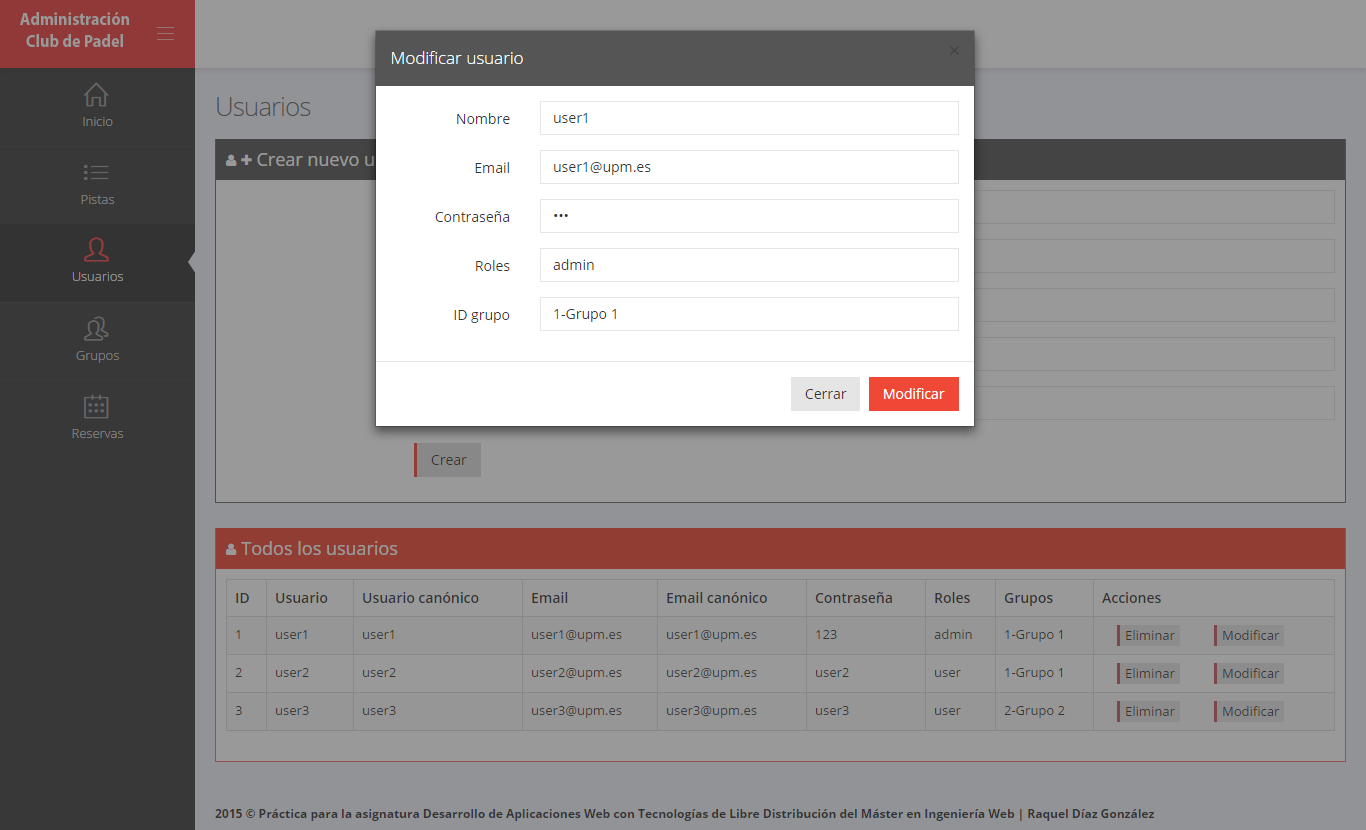 Administración
Club de Padel
Inicio
Pistas
Usuarios
Grupos
Reservas
Usuarios
Crear nuevo u
Modificar usuario
×
Nombre user1
Email user1@upm.es
Contraseña •••
Roles admin
ID grupo 1-Grupo 1
Cerrar Modificar
Crear
Todos los usuarios
ID Usuario Usuario canónico Email Email canónico Contraseña Roles Grupos Acciones
1 user1 user1 user1@upm.es user1@upm.es 123 admin 1-Grupo 1 Eliminar Modificar
2 user2 user2 user2@upm.es user2@upm.es user2 user 1-Grupo 1 Eliminar Modificar
3 user3 user3 user3@upm.es user3@upm.es user3 user 2-Grupo 2 Eliminar Modificar
2015 © Práctica para la asignatura Desarrollo de Aplicaciones Web con Tecnologías de Libre Distribución del Máster en Ingeniería Web | Raquel Díaz González